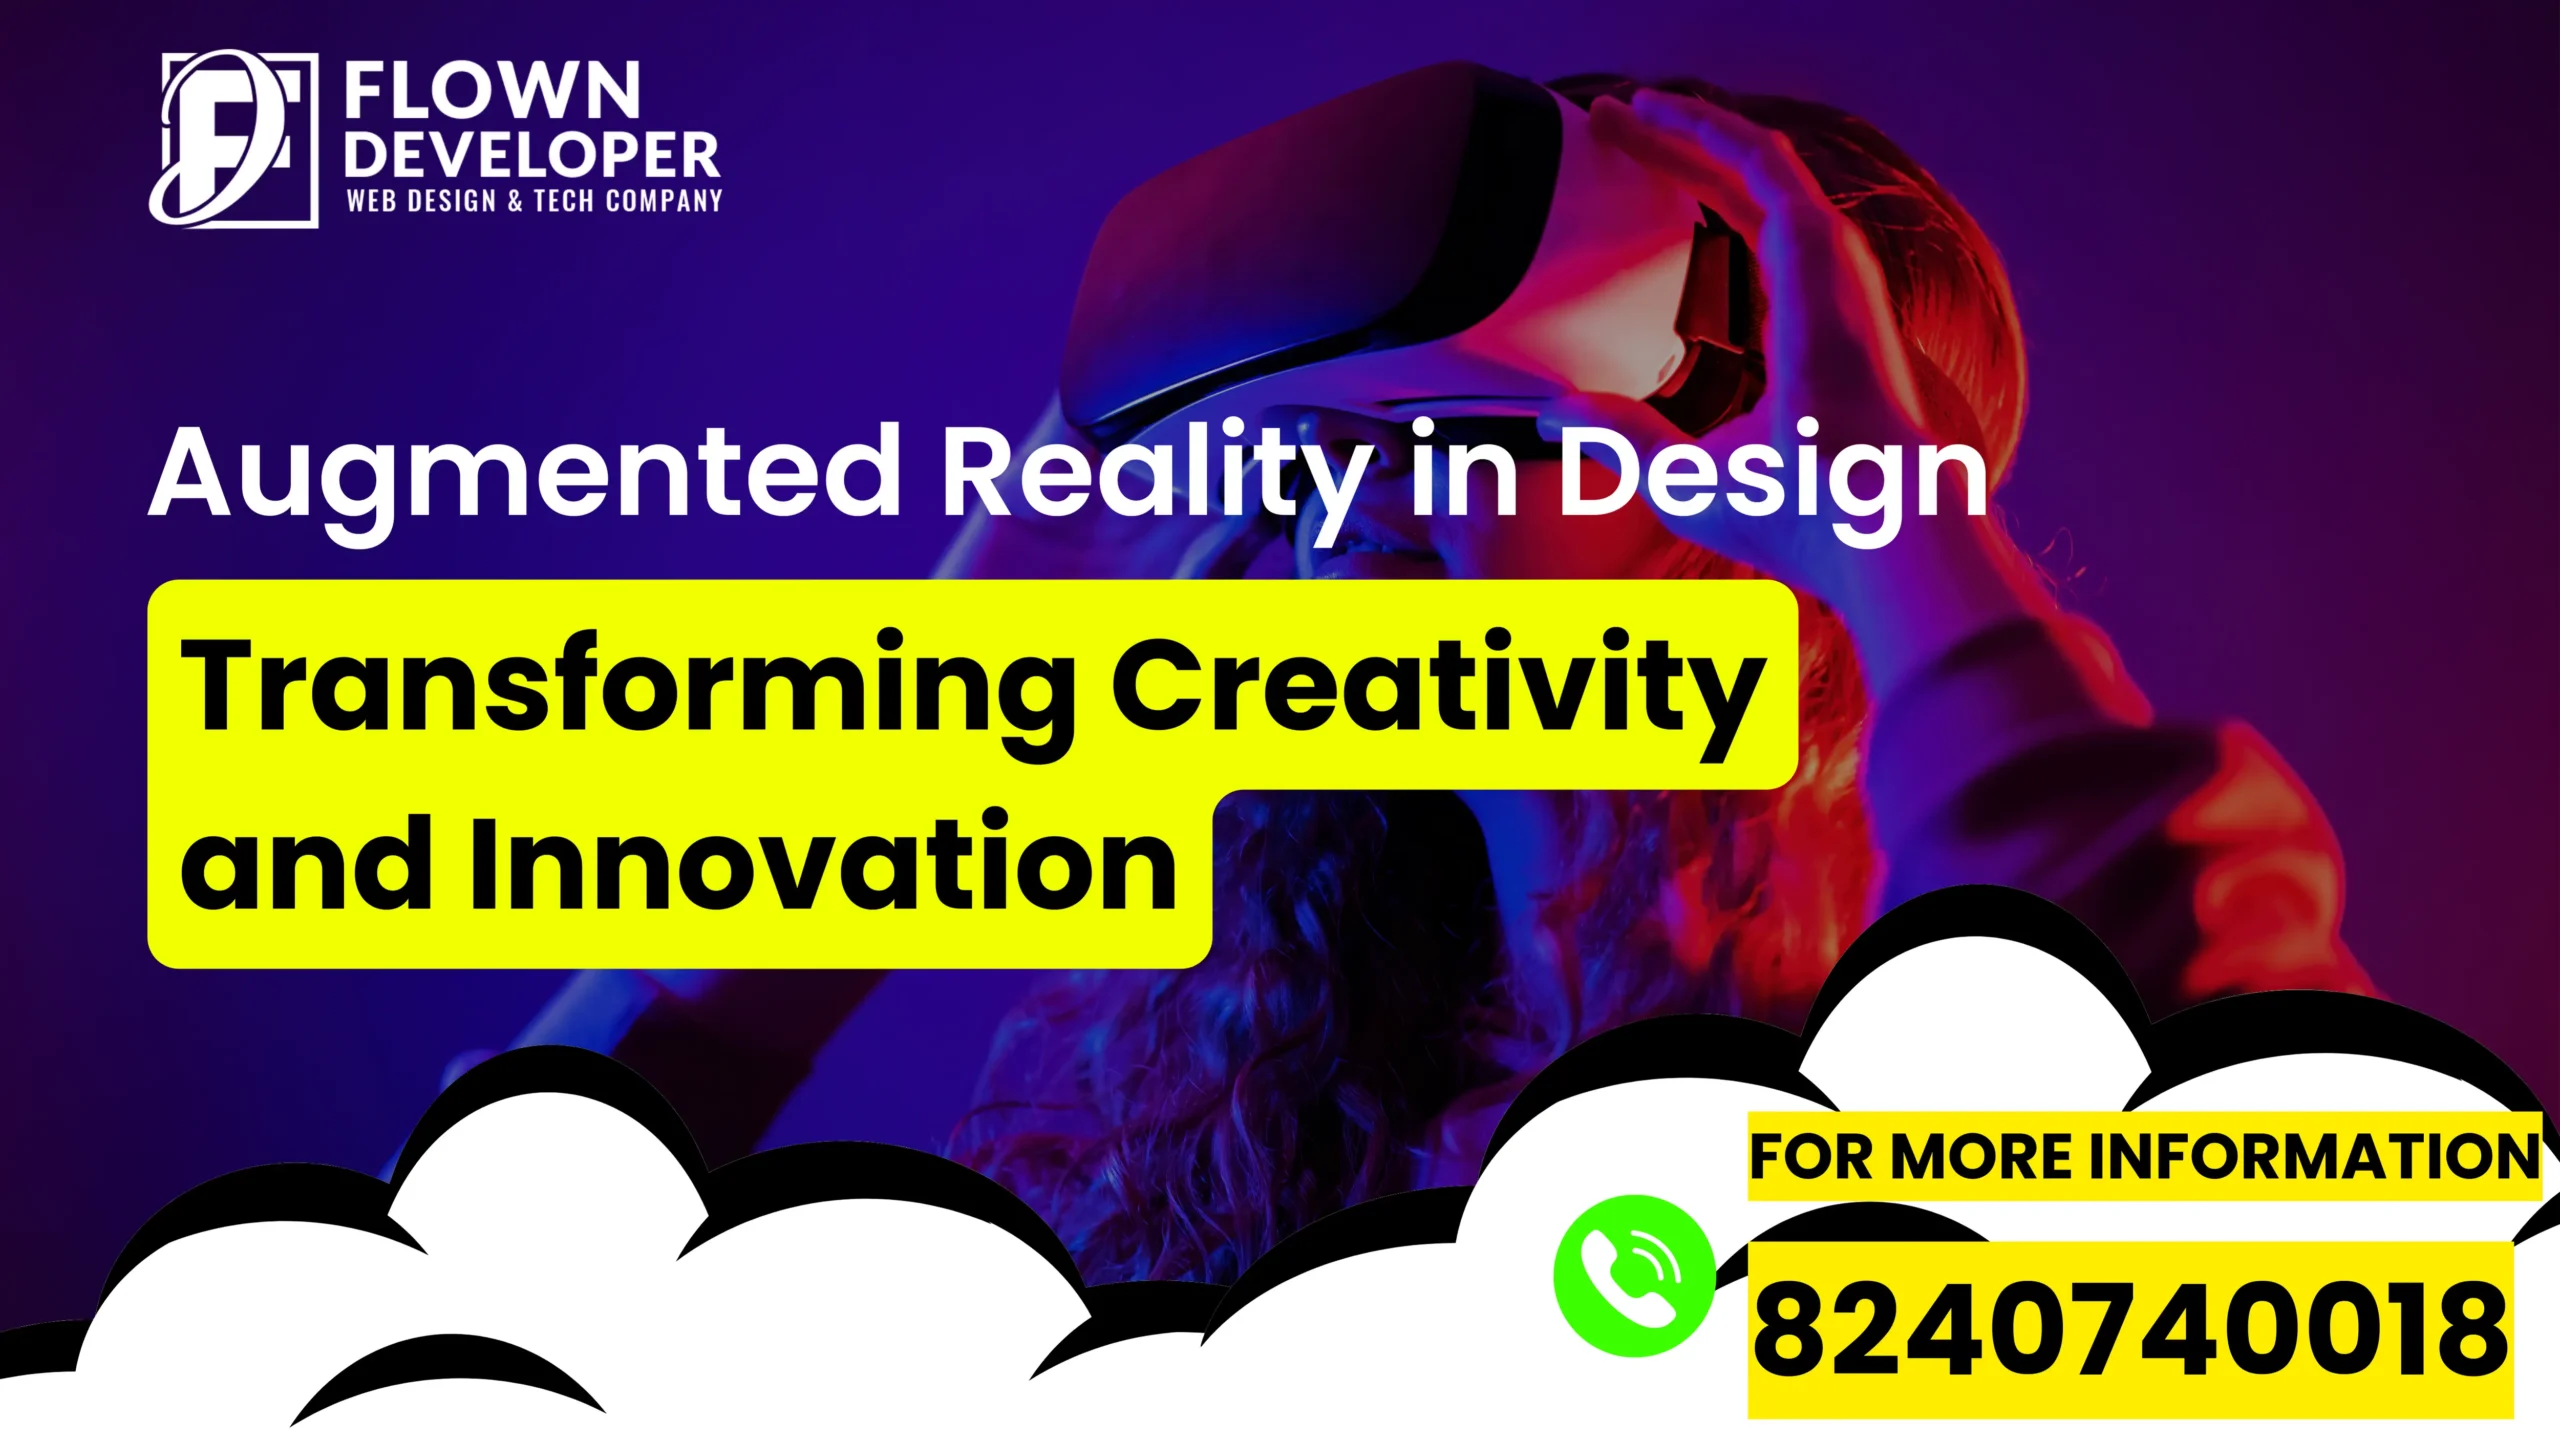 FLOWN
DEVELOPER
WEB DESIGN & TECH COMPANY
Augmented Reality in Design
Transforming Creativity
and Innovation
FOR MORE INFORMATION
8240740018